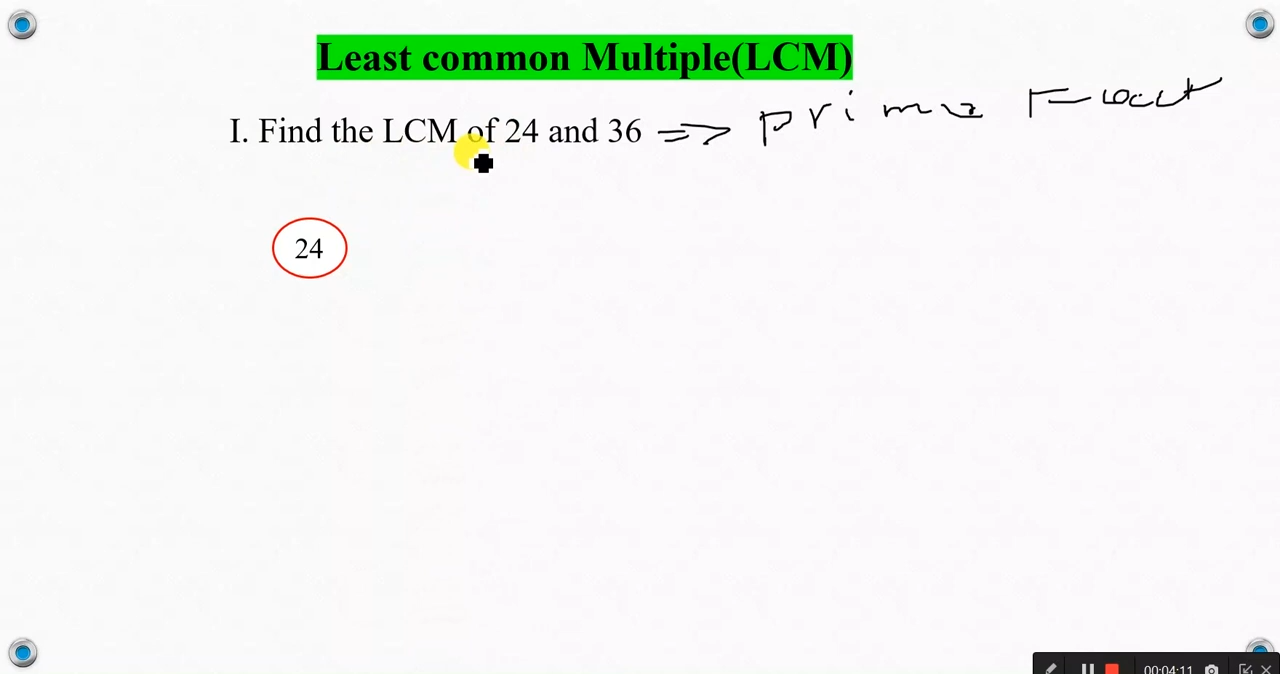 Least common Multiple(LCM)
I. Find the LCM of 24 and 36 => prime Fact
24
00:04:11